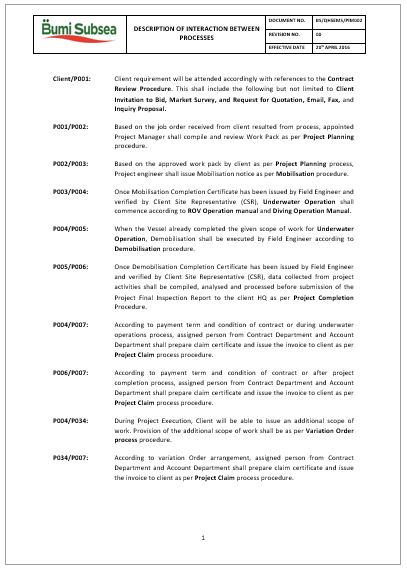 Bumi Subsea
DESCRIPTION OF INTERACTION BETWEEN
PROCESSES
DOCUMENT NO. BS/QHSEMS/PIM002
REVISION NO. 00
EFFECTIVE DATE 20th APRIL 2016
Client/P001: Client requirement will be attended accordingly with references to the Contract
Review Procedure. This shall include the following but not limited to Client
Invitation to Bid, Market Survey, and Request for Quotation, Email, Fax, and
Inquiry Proposal.
P001/P002: Based on the job order received from client resulted from process, appointed
Project Manager shall compile and review Work Pack as per Project Planning
procedure.
P002/P003: Based on the approved work pack by client as per Project Planning process,
Project engineer shall issue Mobilisation notice as per Mobilisation procedure.
P003/P004: Once Mobilisation Completion Certificate has been issued by Field Engineer and
verified by Client Site Representative (CSR), Underwater Operation shall
commence according to ROV Operation manual and Diving Operation Manual.
P004/P005: When the Vessel already completed the given scope of work for Underwater
Operation, Demobilisation shall be executed by Field Engineer according to
Demobilisation procedure.
P005/P006: Once Demobilisation Completion Certificate has been issued by Field Engineer
and verified by Client Site Representative (CSR), data collected from project
activities shall be compiled, analysed and processed before submission of the
Project Final Inspection Report to the client HQ as per Project Completion
Procedure.
P004/P007: According to payment term and condition of contract or during underwater
operations process, assigned person from Contract Department and Account
Department shall prepare claim certificate and issue the invoice to client as per
Project Claim process procedure.
P006/P007: According to payment term and condition of contract or after project
completion process, assigned person from Contract Department and Account
Department shall prepare claim certificate and issue the invoice to client as per
Project Claim process procedure.
P004/P034: During Project Execution, Client will be able to issue an additional scope of
work. Provision of the additional scope of work shall be as per Variation Order
process procedure.
P034/P007: According to variation Order arrangement, assigned person from Contract
Department and Account Department shall prepare claim certificate and issue
the invoice to client as per Project Claim process procedure.
1